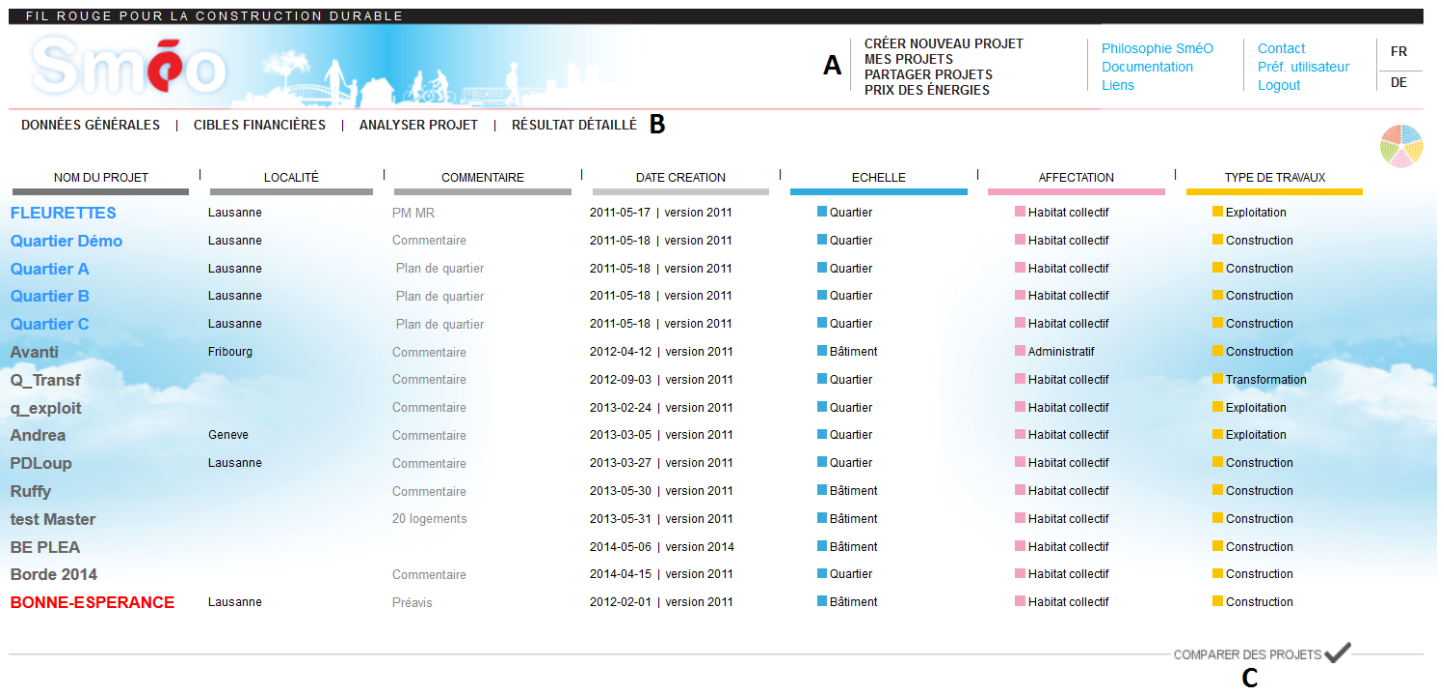 FIL ROUGE POUR LA CONSTRUCTION DURABLE
Sméo
A
CRÉER NOUVEAU PROJET
MES PROJETS
PARTAGER PROJETS
PRIX DES ÉNERGIES
Philosophie SméO
Documentation
Liens
Contact
Préf. utilisateur
Logout
FR
DE
DONNÉES GÉNÉRALES | CIBLES FINANCIÈRES | ANALYSER PROJET | RÉSULTAT DÉTAILLÉ B
NOM DU PROJET | LOCALITÉ | COMMENTAIRE | DATE CREATION | ECHELLE | AFFECTATION | TYPE DE TRAVAUX
FLEURETTES Lausanne PM MR 2011-05-17 | version 2011 Quartier Habitat collectif Exploitation
Quartier Démo Lausanne Commentaire 2011-05-18 | version 2011 Quartier Habitat collectif Construction
Quartier A Lausanne Plan de quartier 2011-05-18 | version 2011 Quartier Habitat collectif Construction
Quartier B Lausanne Plan de quartier 2011-05-18 | version 2011 Quartier Habitat collectif Construction
Quartier C Lausanne Plan de quartier 2011-05-18 | version 2011 Quartier Habitat collectif Construction
Avanti Fribourg Commentaire 2012-04-12 | version 2011 Bâtiment Administratif Construction
Q_Transf Commentaire 2012-09-03 | version 2011 Quartier Habitat collectif Transformation
q_exploit Commentaire 2013-02-24 | version 2011 Quartier Habitat collectif Exploitation
Andrea Geneve Commentaire 2013-03-05 | version 2011 Quartier Habitat collectif Exploitation
PDLoup Lausanne Commentaire 2013-03-27 | version 2011 Quartier Habitat collectif Construction
Ruffy Commentaire 2013-05-30 | version 2011 Bâtiment Habitat collectif Construction
test Master 20 logements 2013-05-31 | version 2011 Bâtiment Habitat collectif Construction
BE PLEA 2014-05-06 | version 2014 Bâtiment Habitat collectif Construction
Borde 2014 Commentaire 2014-04-15 | version 2011 Quartier Habitat collectif Construction
BONNE-ESPERANCE Lausanne Préavis 2012-02-01 | version 2011 Bâtiment Habitat collectif Construction
COMPARER DES PROJETS
C